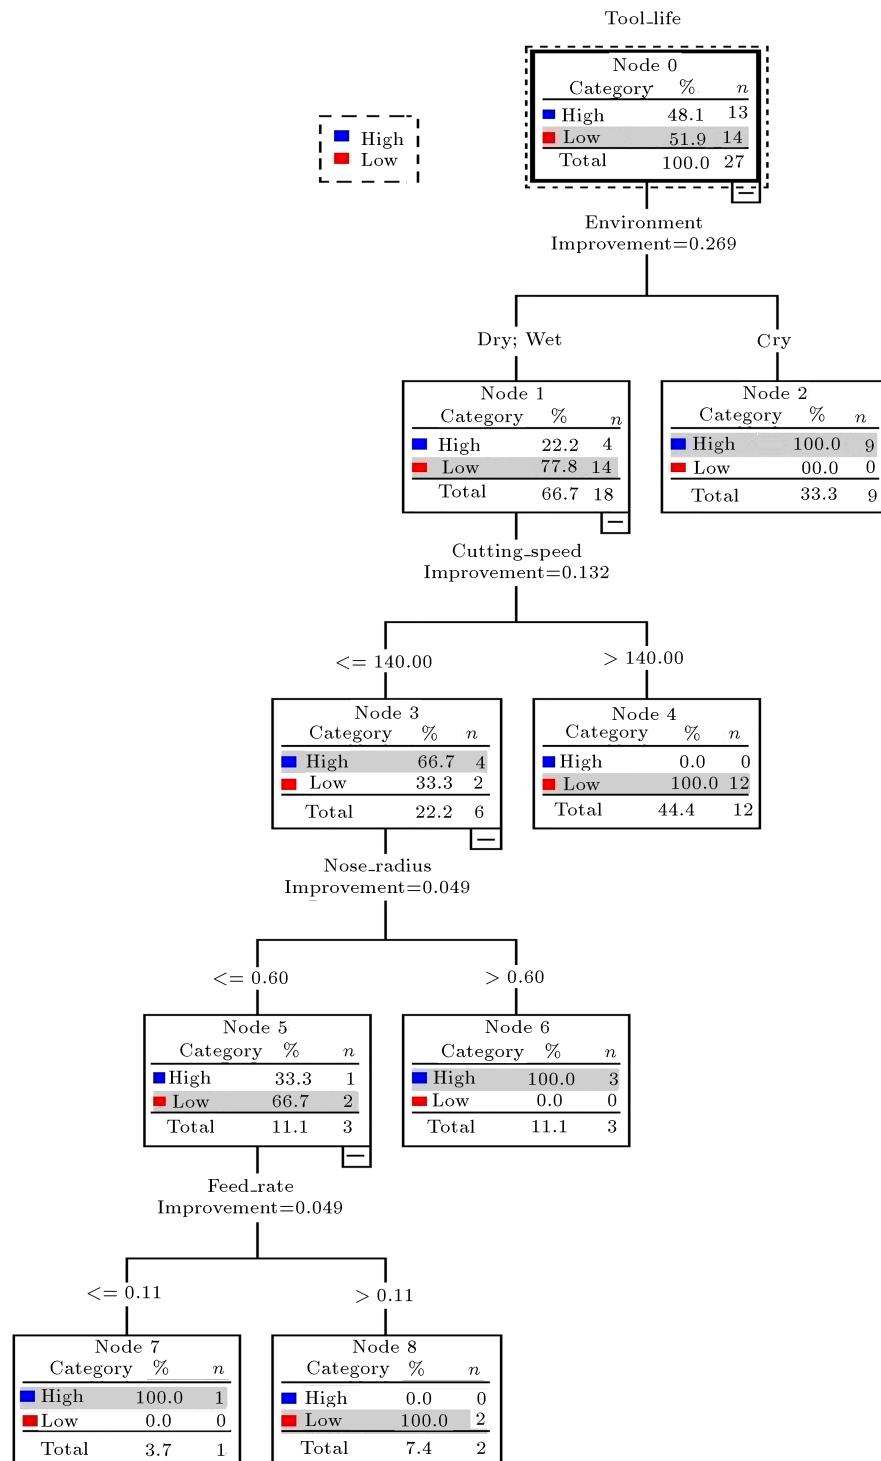 Tool_life
Node 0
Category % n
High 48.1 13
Low 51.9 14
Total 100.0 27
High
Low
Environment
Improvement=0.269
Dry; Wet
Cry
Node 1
Category % n
High 22.2 4
Low 77.8 14
Total 66.7 18
Node 2
Category % n
High 100.0 9
Low 00.0 0
Total 33.3 9
Cutting_speed
Improvement=0.132
<= 140.00
> 140.00
Node 3
Category % n
High 66.7 4
Low 33.3 2
Total 22.2 6
Node 4
Category % n
High 0.0 0
Low 100.0 12
Total 44.4 12
Nose_radius
Improvement=0.049
<= 0.60
> 0.60
Node 5
Category % n
High 33.3 1
Low 66.7 2
Total 11.1 3
Node 6
Category % n
High 100.0 3
Low 0.0 0
Total 11.1 3
Feed_rate
Improvement=0.049
<= 0.11
> 0.11
Node 7
Category % n
High 100.0 1
Low 0.0 0
Total 3.7 1
Node 8
Category % n
High 0.0 0
Low 100.0 2
Total 7.4 2